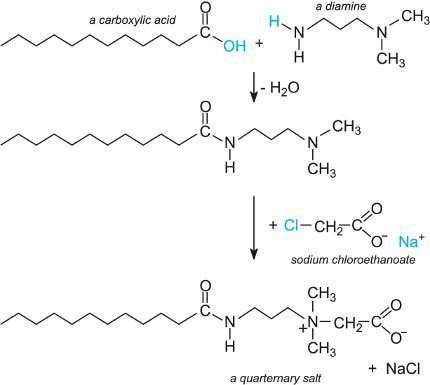 a carboxylic acid
a diamine
O
C
OH
+
H
N
H
N
CH₃
CH₃
- H₂O
O
C
N
H
N
CH₃
CH₃
+ Cl—CH₂—C
O
O⁻ Na⁺
sodium chloroethanoate
O
C
N
H
CH₃
+N—CH₂—C
CH₃
O
O⁻
+ NaCl
a quarternary salt